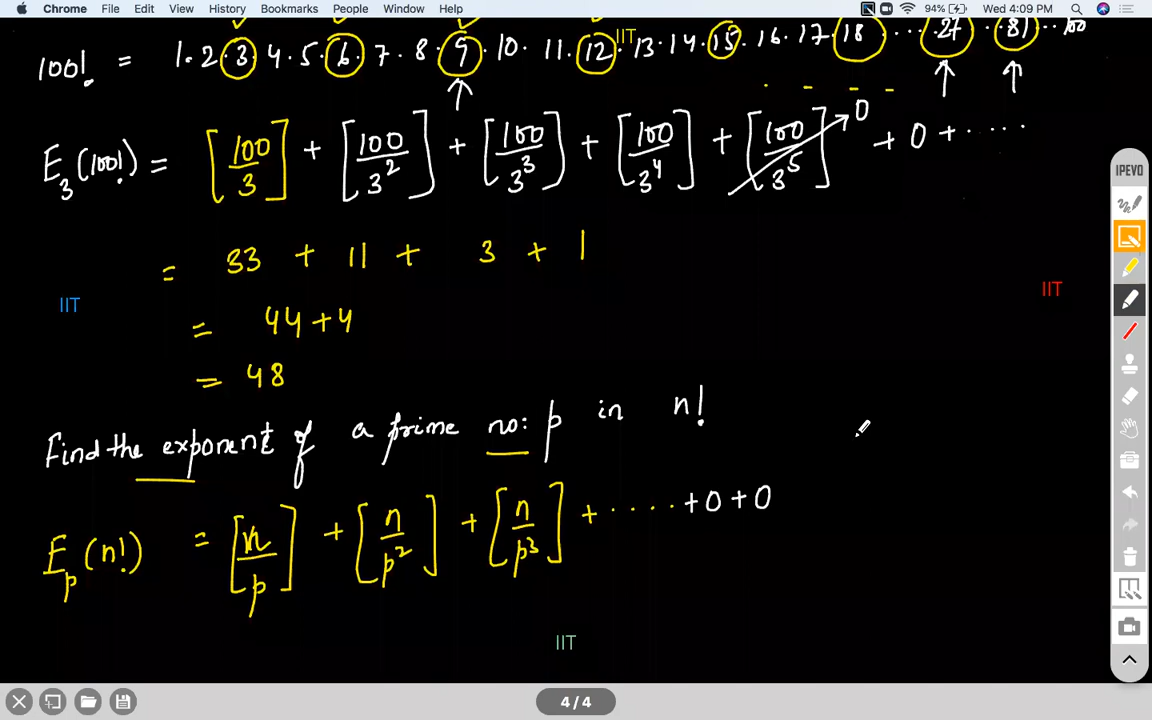 Chrome File Edit View History Bookmarks People Window Help 94% Wed 4:09 PM
IIT
100! = 1·2·3·4·5·6·7·8·9·10·11·12·13·14·15·16·17·18···27··81··100
E₃(100!) = [100/3] + [100/3²] + [100/3³] + [100/3⁴] + [100/3⁵] → 0 + 0 + ·····
IPEVO
= 33 + 11 + 3 + 1
IIT
IIT
= 44+4
= 48
Find the exponent of a prime no: p in n!
Eₚ(n!) = [n/p] + [n/p²] + [n/p³] + ····· +0+0
IIT
4/4